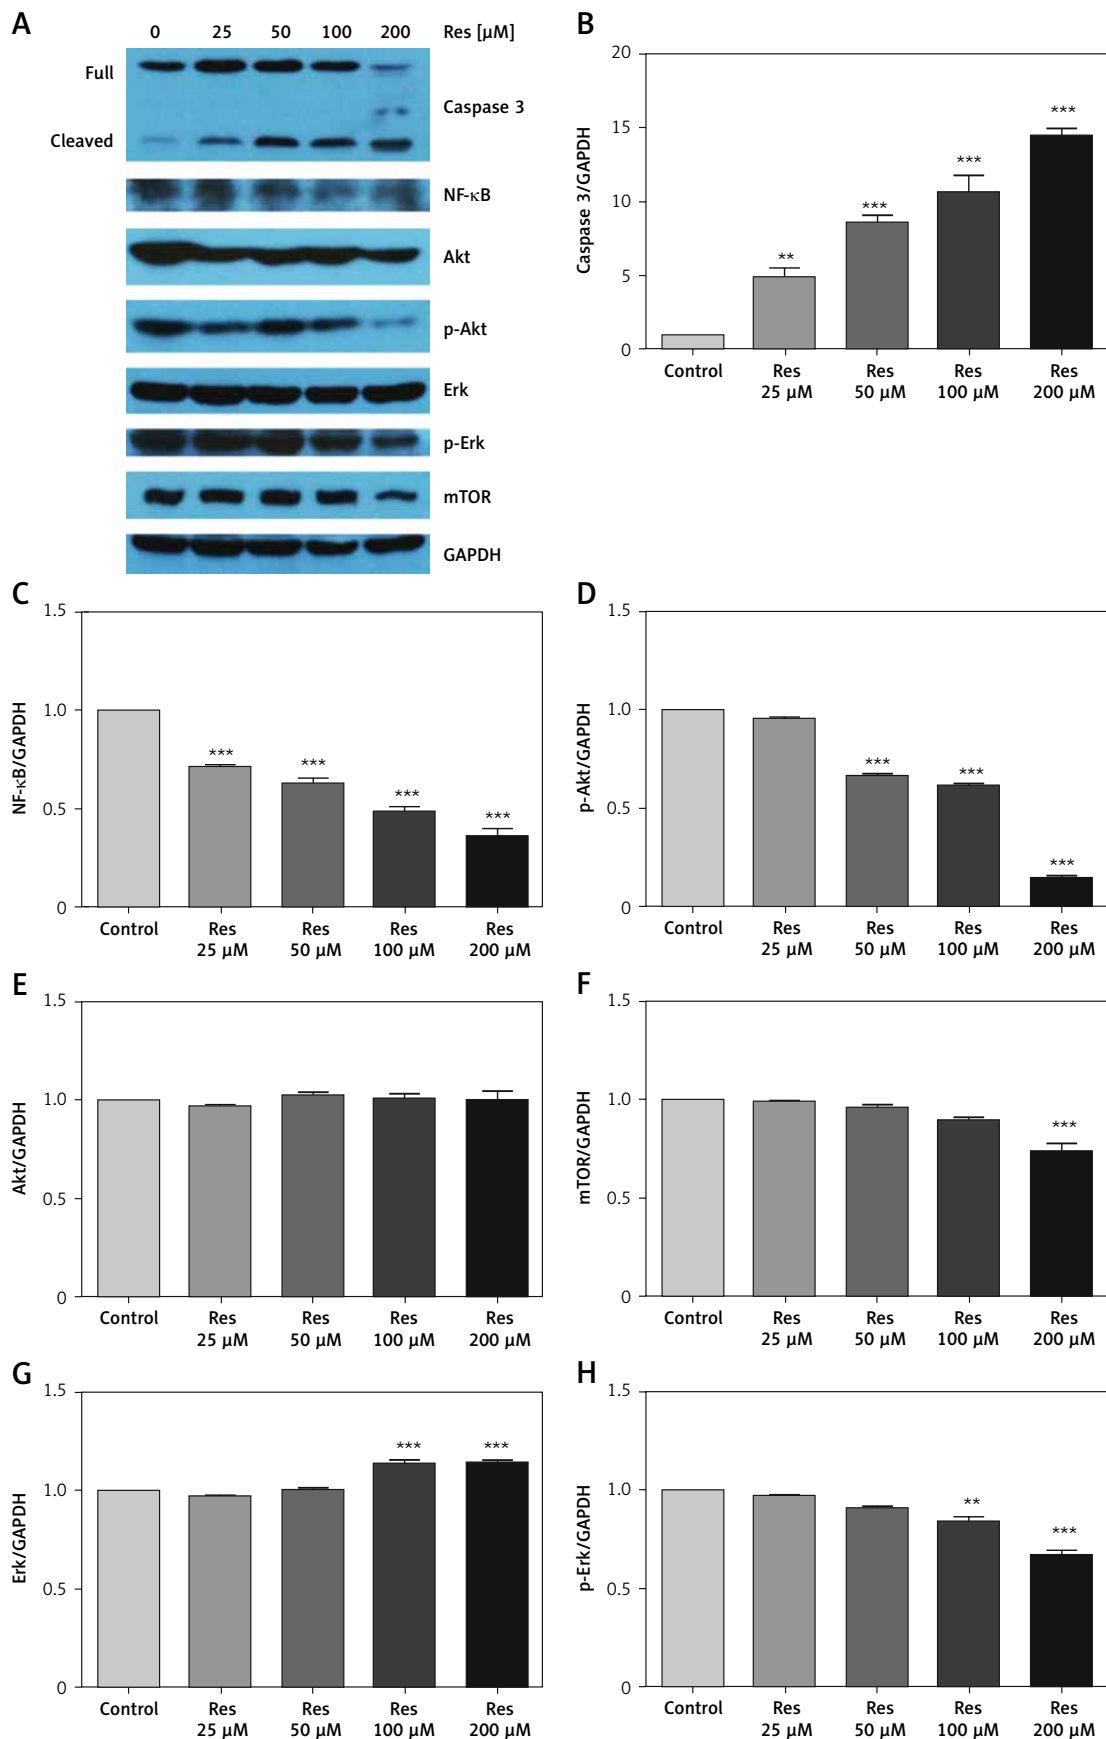 A
0 25 50 100 200 Res [µM]
Full
Caspase 3
Cleaved
NF-κB
Akt
p-Akt
Erk
p-Erk
mTOR
GAPDH
B
Caspase 3/GAPDH
20
15
10
5
0
**
***
***
***
Control Res Res Res Res
25 µM 50 µM 100 µM 200 µM
C
NF-κB/GAPDH
1.5
1.0
0.5
0
***
***
***
***
Control Res Res Res Res
25 µM 50 µM 100 µM 200 µM
D
p-Akt/GAPDH
1.5
1.0
0.5
0
***
***
***
Control Res Res Res Res
25 µM 50 µM 100 µM 200 µM
E
Akt/GAPDH
1.5
1.0
0.5
0
Control Res Res Res Res
25 µM 50 µM 100 µM 200 µM
F
mTOR/GAPDH
1.5
1.0
0.5
0
***
Control Res Res Res Res
25 µM 50 µM 100 µM 200 µM
G
Erk/GAPDH
1.5
1.0
0.5
0
***
***
Control Res Res Res Res
25 µM 50 µM 100 µM 200 µM
H
p-Erk/GAPDH
1.5
1.0
0.5
0
**
***
Control Res Res Res Res
25 µM 50 µM 100 µM 200 µM